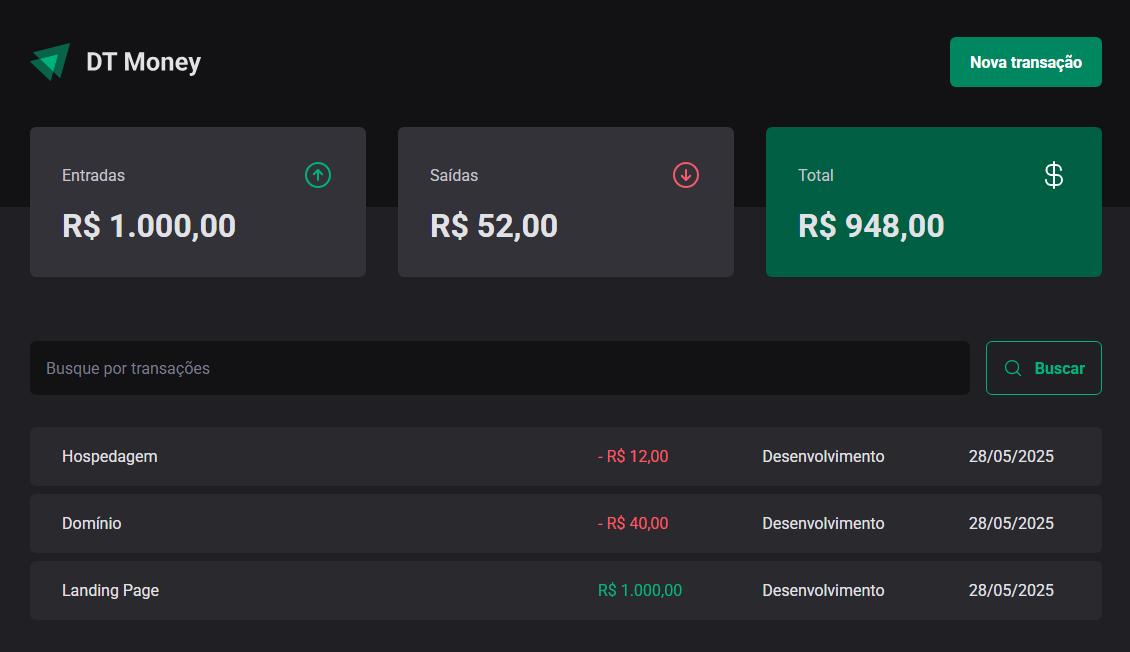 DT Money
Nova transação
Entradas
R$ 1.000,00
Saídas
R$ 52,00
Total
$
R$ 948,00
Busque por transações
Buscar
Hospedagem - R$ 12,00 Desenvolvimento 28/05/2025
Domínio - R$ 40,00 Desenvolvimento 28/05/2025
Landing Page R$ 1.000,00 Desenvolvimento 28/05/2025